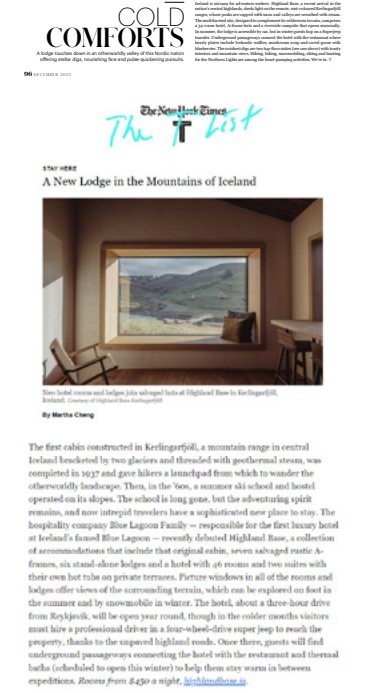 COLD
COMFORTS
A lodge touches down in an otherworldly valley of this Nordic nation
offering stellar digs, nourishing fare and pulse-quickening pursuits.
96 DECEMBER 2023
The New York Times
The T List
STAY HERE
A New Lodge in the Mountains of Iceland
New hotel rooms and lodges join salvaged huts at Highland Base in Kerlingarfjöll,
Iceland. Courtesy of Highland Base Kerlingarfjöll
By Martha Cheng
The first cabin constructed in Kerlingarfjöll, a mountain range in central
Iceland bracketed by two glaciers and threaded with geothermal steam, was
completed in 1937 and gave hikers a launchpad from which to wander the
otherworldly landscape. Then, in the '60s, a summer ski school and hostel
operated on its slopes. The school is long gone, but the adventuring spirit
remains, and now intrepid travelers have a sophisticated new place to stay. The
hospitality company Blue Lagoon Family — responsible for the first luxury hotel
at Iceland's famed Blue Lagoon — recently debuted Highland Base, a collection
of accommodations that include that original cabin, seven salvaged rustic A-
frames, six stand-alone lodges and a hotel with 46 rooms and two suites with
their own hot tubs on private terraces. Picture windows in all of the rooms and
lodges offer views of the surrounding terrain, which can be explored on foot in
the summer and by snowmobile in winter. The hotel, about a three-hour drive
from Reykjavik, will be open year round, though in the colder months visitors
must hire a professional driver in a four-wheel-drive super jeep to reach the
property, thanks to the unpaved highland roads. Once there, guests will find
underground passageways connecting the hotel with the restaurant and thermal
baths (scheduled to open this winter) to help them stay warm in between
expeditions. Rooms from $450 a night, highlandbase.is.